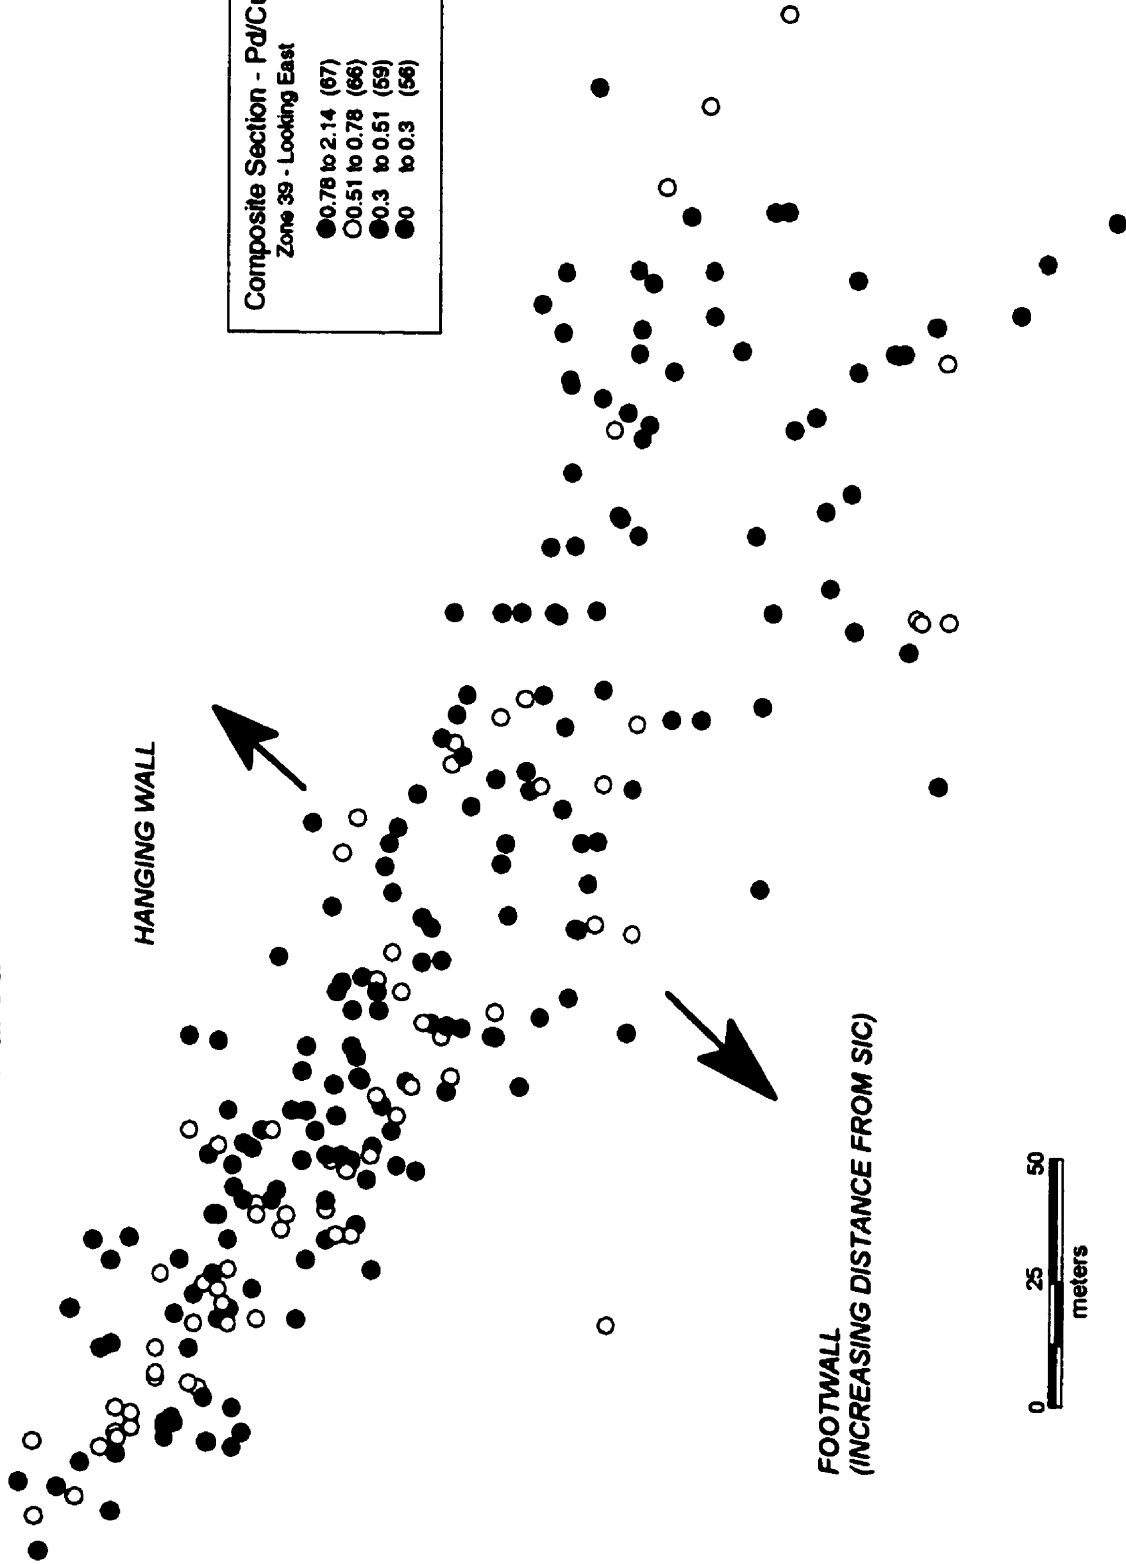 Composite Section - Pd/Cu
Zone 39 - Looking East
0.78 to 2.14 (67)
0.51 to 0.78 (66)
0.3 to 0.51 (59)
0 to 0.3 (56)
HANGING WALL
FOOTWALL
(INCREASING DISTANCE FROM SIC)
0 25 50
meters